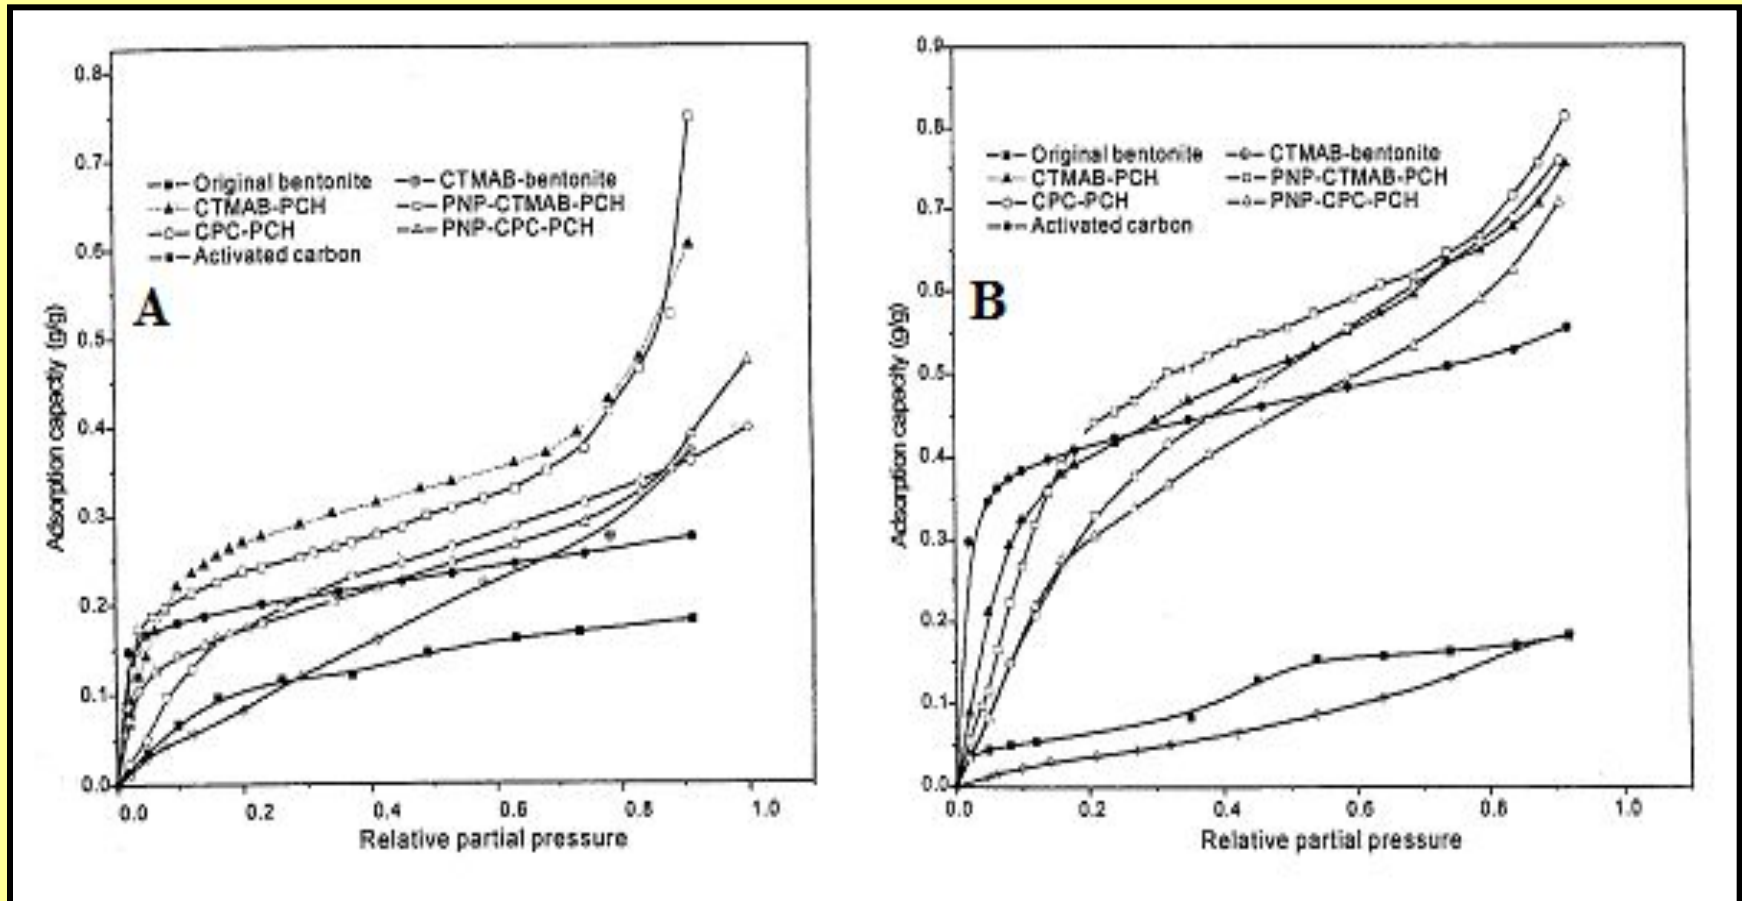 0.8
0.7
Original bentonite CTMAB-bentonite
CTMAB-PCH PNP-CTMAB-PCH
CPC-PCH PNP-CPC-PCH
Activated carbon
0.6
A
0.5
0.4
0.3
0.2
0.1
0.0
Adsorption capactiy (g/g)
0.0 0.2 0.4 0.6 0.8 1.0
Relative partial pressure
0.9
0.8
Original bentonite CTMAB-bentonite
CTMAB-PCH PNP-CTMAB-PCH
CPC-PCH PNP-CPC-PCH
Activated carbon
0.7
0.6
B
0.5
0.4
0.3
0.2
0.1
0.0
Adsorption capacity (g/g)
0.0 0.2 0.4 0.6 0.8 1.0
Relative partial pressure